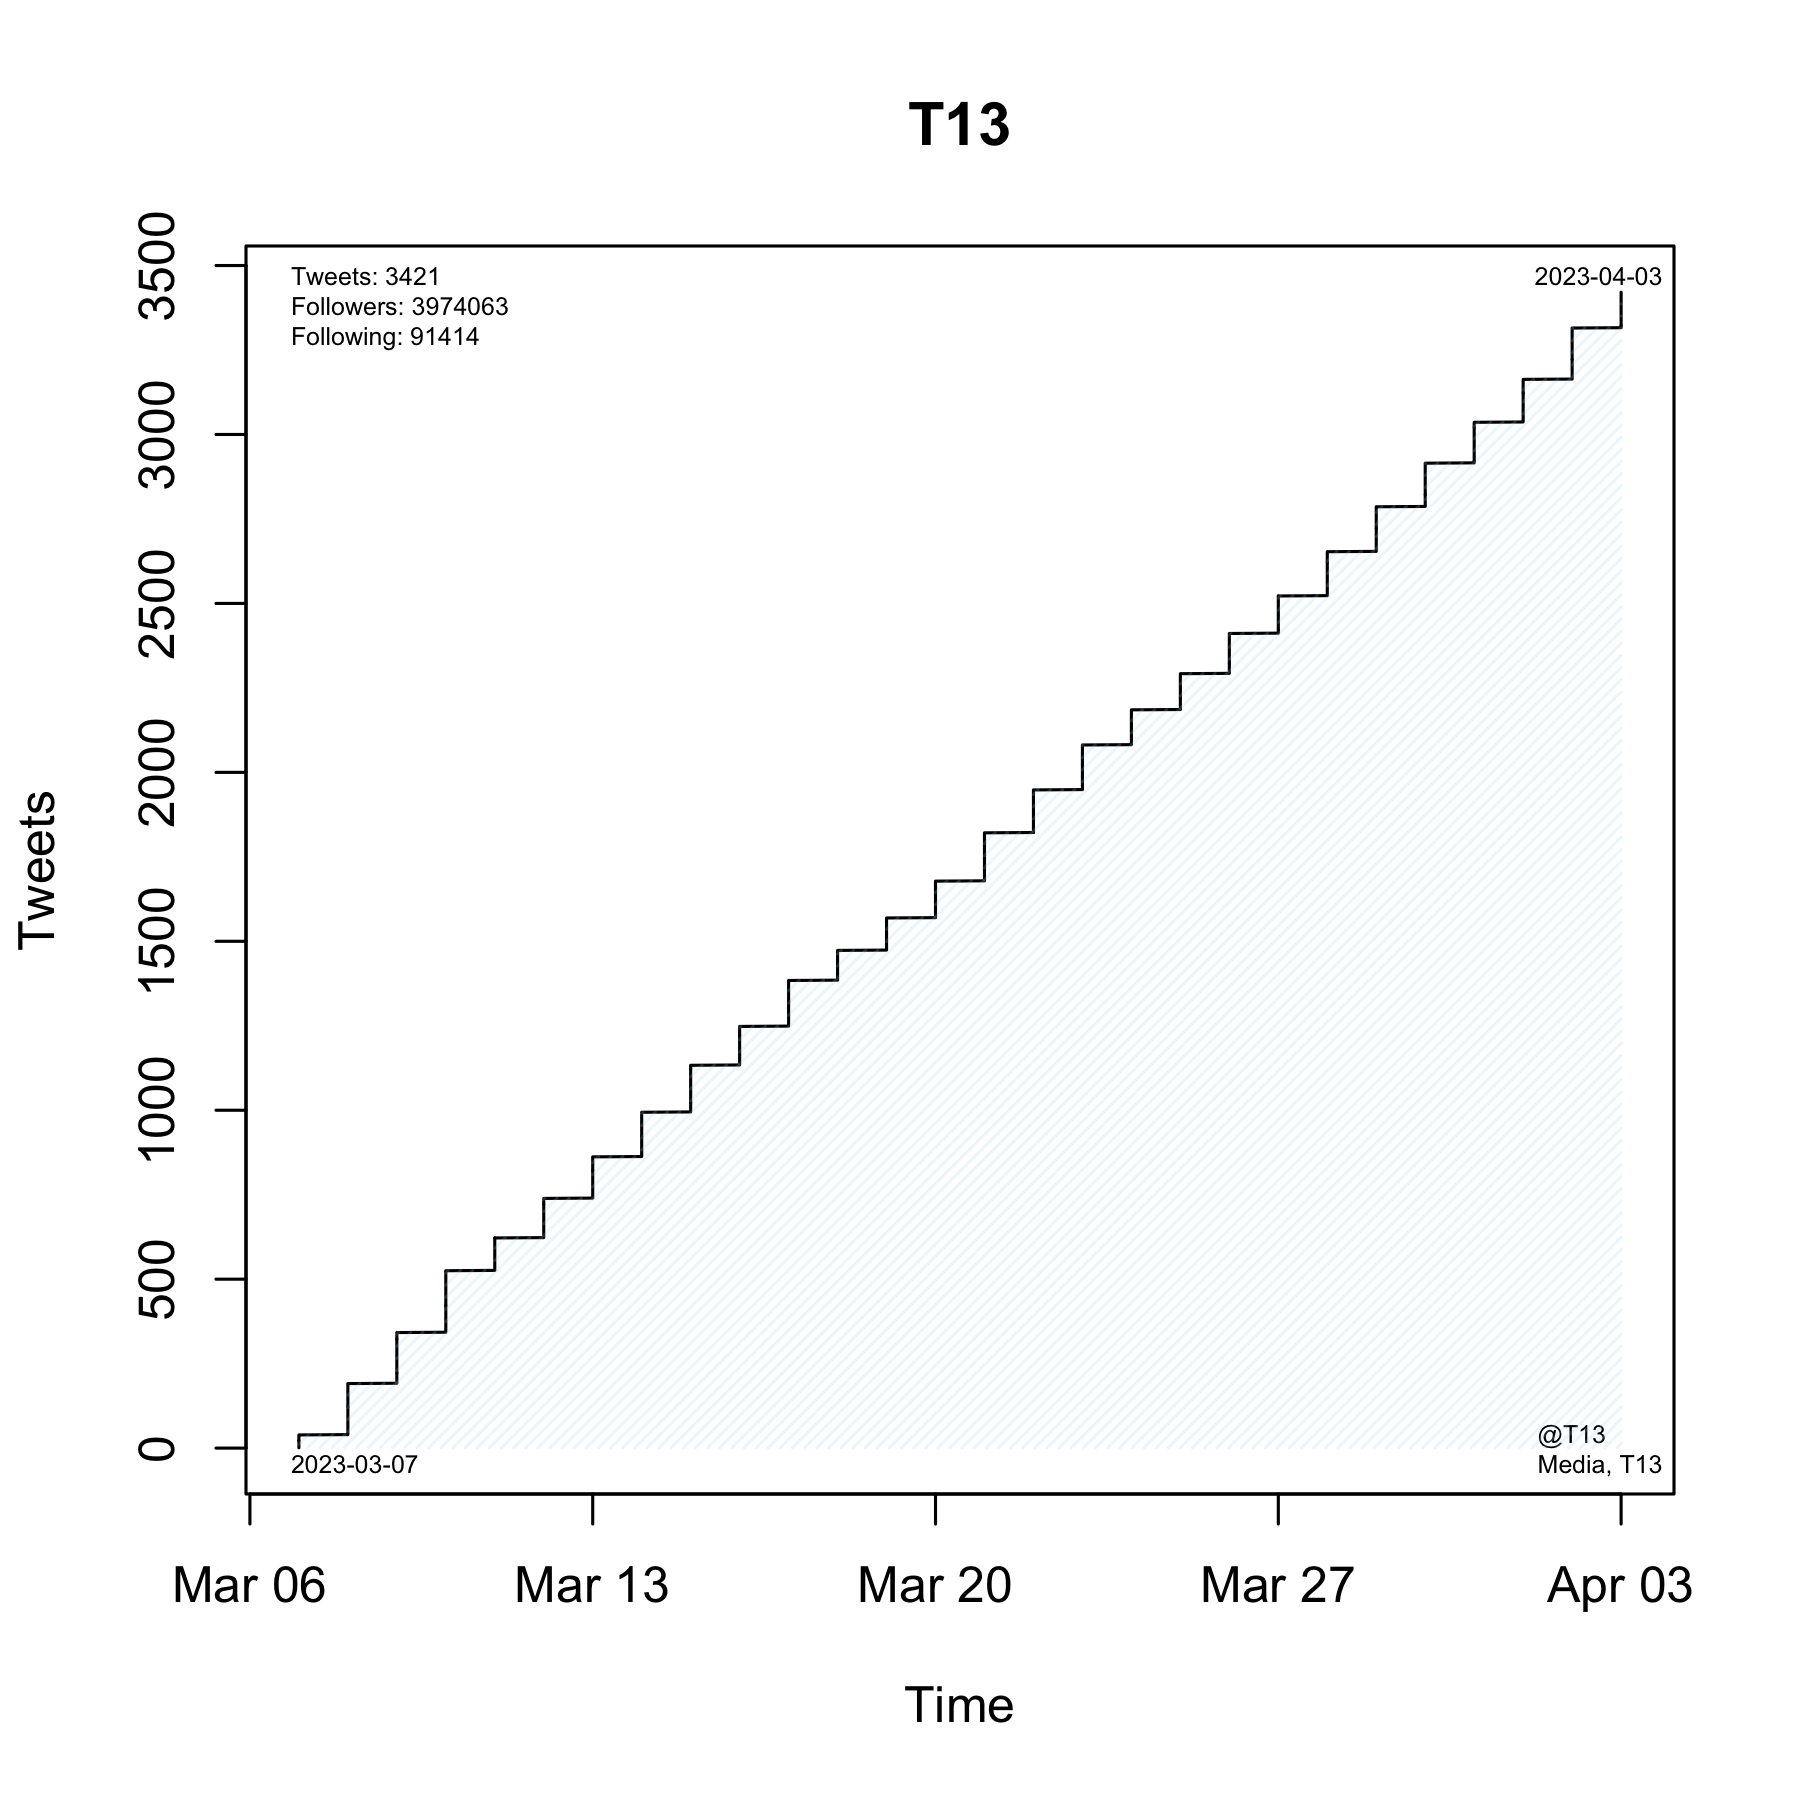 T13
3500
3000
2500
2000
1500
1000
500
0
Tweets
Tweets: 3421
Followers: 3974063
Following: 91414
2023-04-03
2023-03-07
@T13
Media, T13
Mar 06
Mar 13
Mar 20
Mar 27
Apr 03
Time